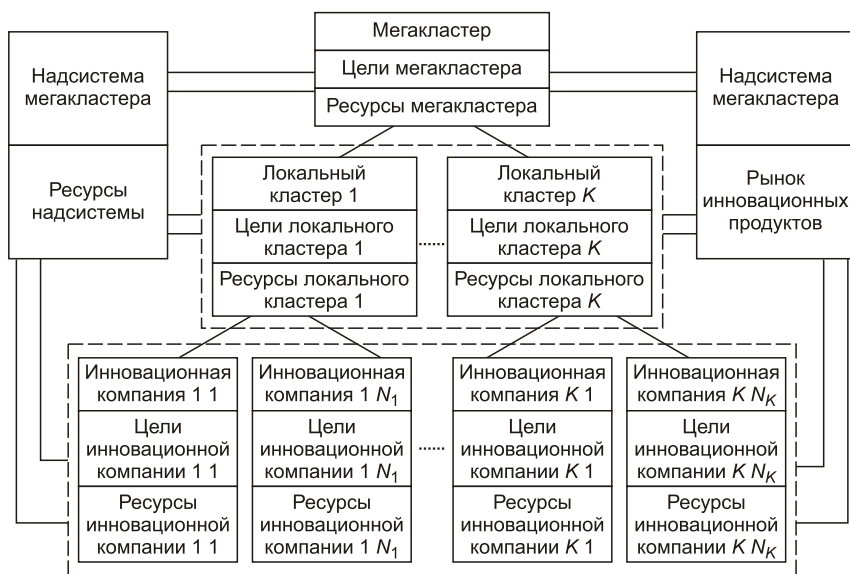 Мегакластер
Цели мегакластера
Ресурсы мегакластера
Надсистема
мегакластера
Ресурсы
надсистемы
Надсистема
мегакластера
Рынок
инновационных
продуктов
Локальный
кластер 1
Цели локального
кластера 1
Ресурсы локального
кластера 1
Локальный
кластер K
Цели локального
кластера K
Ресурсы локального
кластера K
Инновационная
компания 1 1
Цели
инновационной
компании 1 1
Ресурсы
инновационной
компании 1 1
Инновационная
компания 1 N₁
Цели
инновационной
компании 1 N₁
Ресурсы
инновационной
компании 1 N₁
Инновационная
компания K 1
Цели
инновационной
компании K 1
Ресурсы
инновационной
компании K 1
Инновационная
компания K N_K
Цели
инновационной
компании K N_K
Ресурсы
инновационной
компании K N_K